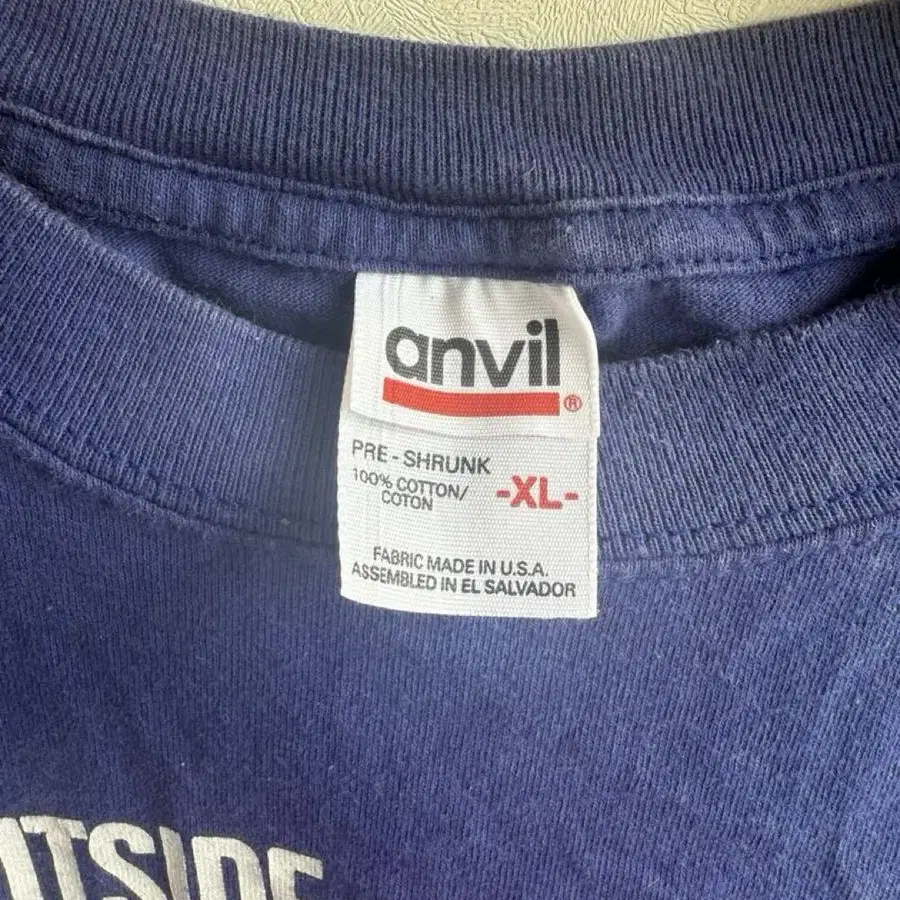 anvil®
PRE-SHRUNK
100% COTTON/
COTON
-XL-
FABRIC MADE IN U.S.A.
ASSEMBLED IN EL SALVADOR